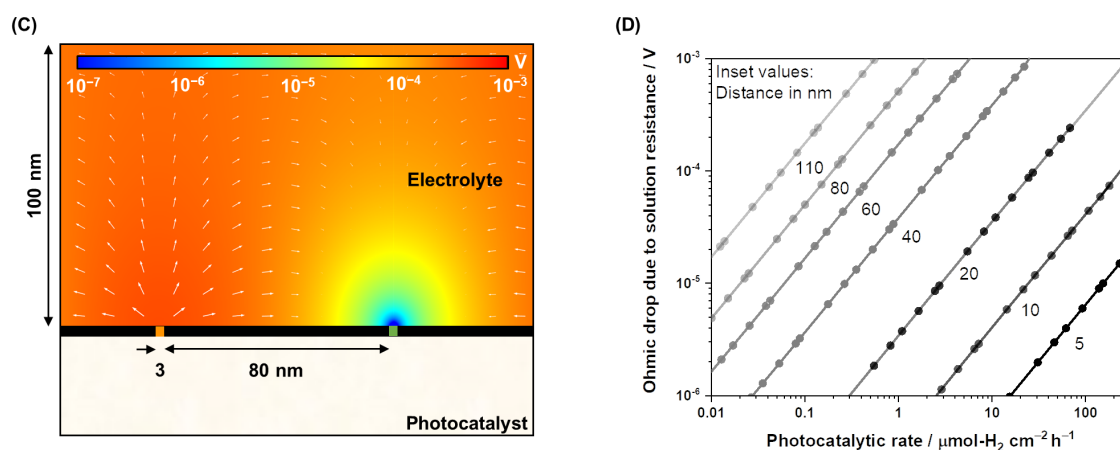 (C)
V
10⁻⁷ 10⁻⁶ 10⁻⁵ 10⁻⁴ 10⁻³
100 nm
Electrolyte
3 80 nm
Photocatalyst
(D)
Ohmic drop due to solution resistance / V
10⁻³
10⁻⁴
10⁻⁵
10⁻⁶
Inset values:
Distance in nm
110
80
60
40
20
10
5
0.01 0.1 1 10 100
Photocatalytic rate / μmol-H₂ cm⁻² h⁻¹